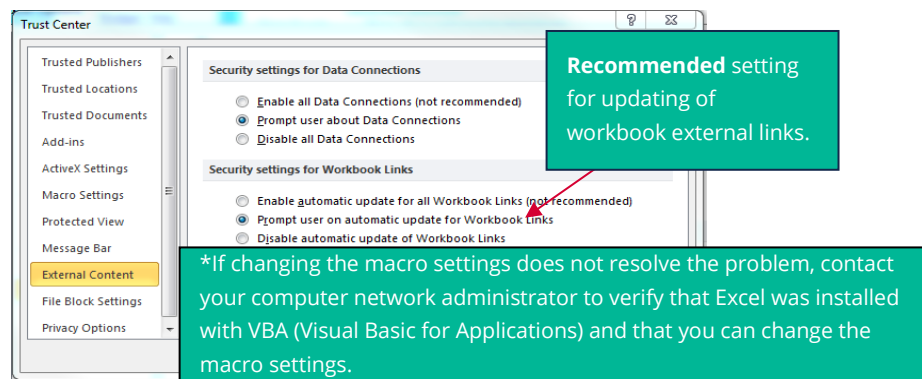 Trust Center
Trusted Publishers
Trusted Locations
Trusted Documents
Add-ins
ActiveX Settings
Macro Settings
Protected View
Message Bar
External Content
File Block Settings
Privacy Options
Security settings for Data Connections
Enable all Data Connections (not recommended)
Prompt user about Data Connections
Disable all Data Connections
Security settings for Workbook Links
Enable automatic update for all Workbook Links (not recommended)
Prompt user on automatic update for Workbook Links
Disable automatic update of Workbook Links
Recommended setting
for updating of
workbook external links.
*If changing the macro settings does not resolve the problem, contact
your computer network administrator to verify that Excel was installed
with VBA (Visual Basic for Applications) and that you can change the
macro settings.